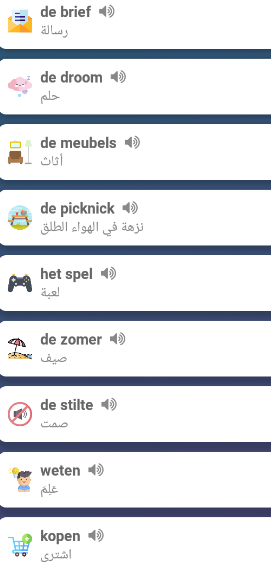 de brief
رسالة
de droom
حلم
de meubels
أثاث
de picknick
نزهة في الهواء الطلق
het spel
لعبة
de zomer
صيف
de stilte
صمت
weten
عَلِمَ
kopen
اشترى